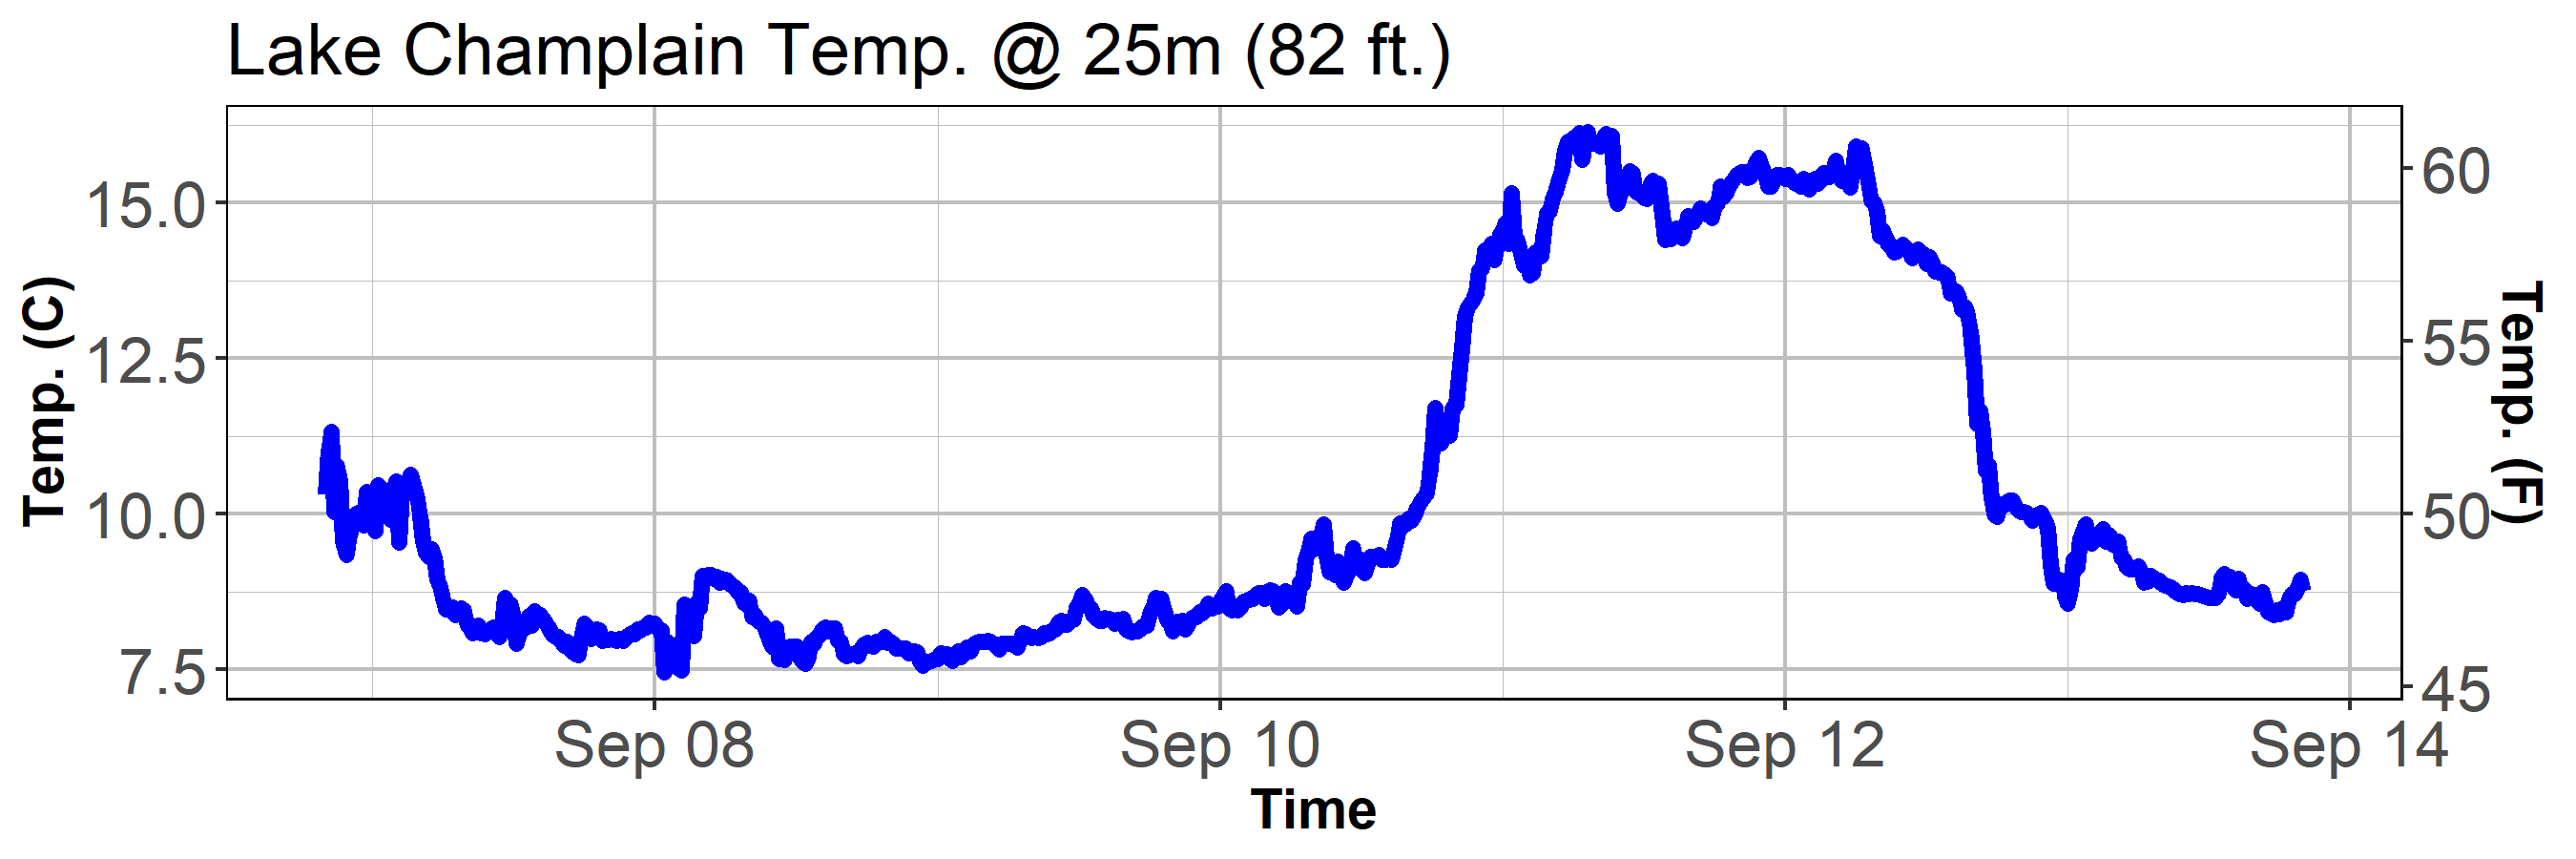 Lake Champlain Temp. @ 25m (82 ft.)
Temp. (C)
15.0
12.5
10.0
7.5
60
55
50
45
Temp. (F)
Sep 08
Sep 10
Sep 12
Sep 14
Time